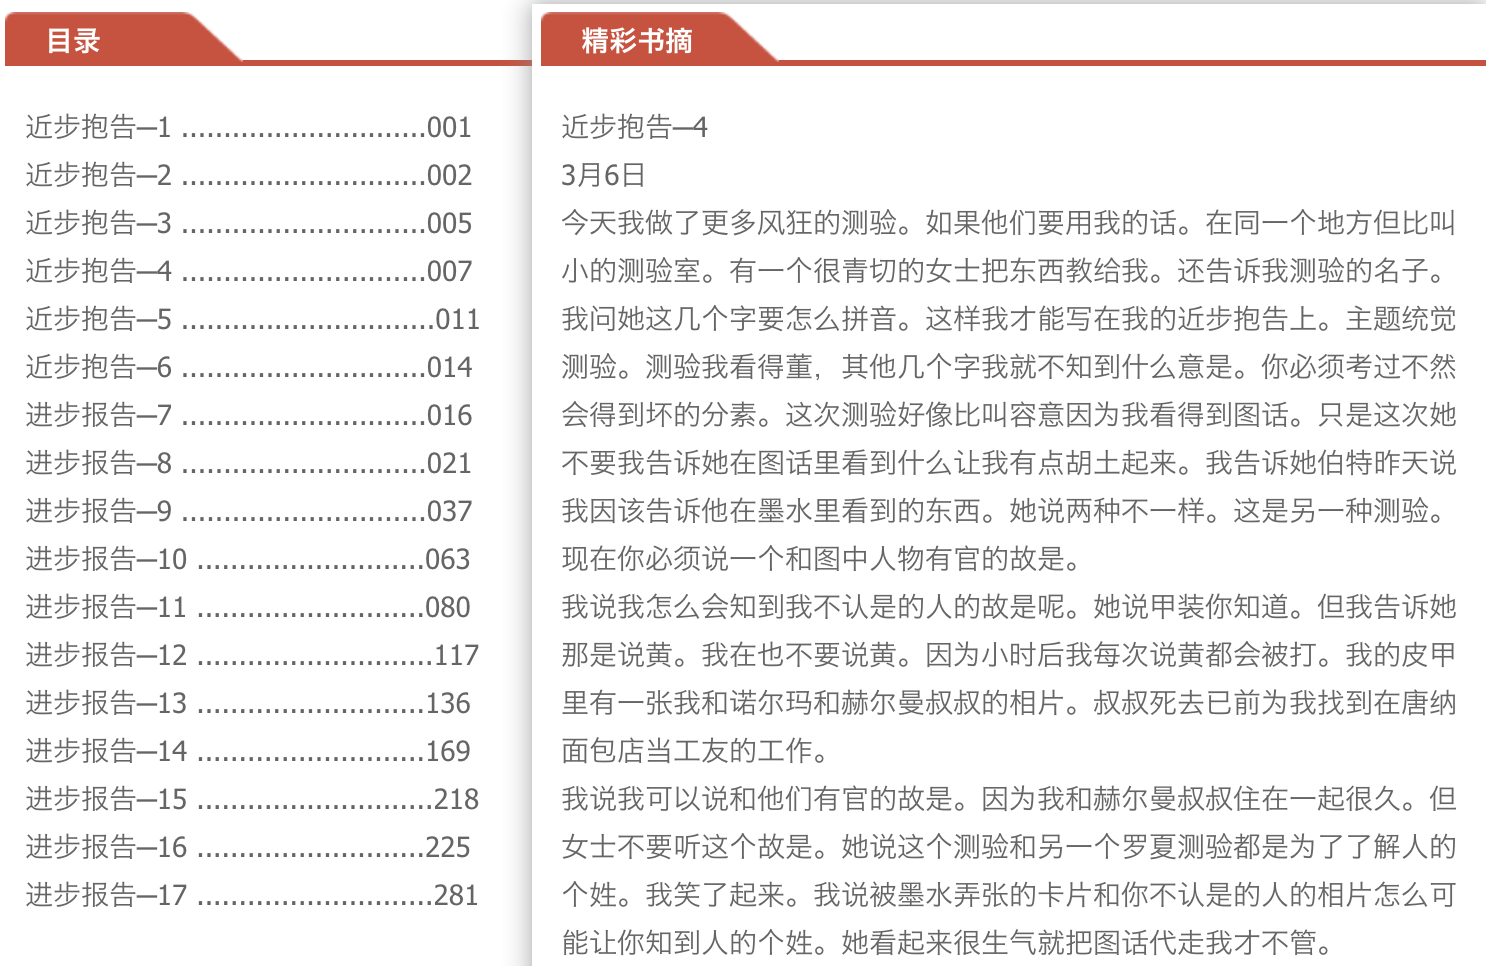 目录
近步抱告—1 .............................001
近步抱告—2 .............................002
近步抱告—3 .............................005
近步抱告—4 .............................007
近步抱告—5 ..............................011
近步抱告—6 .............................014
进步报告—7 .............................016
进步报告—8 .............................021
进步报告—9 .............................037
进步报告—10 ...........................063
进步报告—11 ...........................080
进步报告—12 ............................117
进步报告—13 ...........................136
进步报告—14 ...........................169
进步报告—15 ............................218
进步报告—16 ...........................225
进步报告—17 ............................281
精彩书摘
近步抱告—4
3月6日
今天我做了更多风狂的测验。如果他们要用我的话。在同一个地方但比叫
小的测验室。有一个很青切的女士把东西教给我。还告诉我测验的名子。
我问她这几个字要怎么拼音。这样我才能写在我的近步抱告上。主题统觉
测验。测验我看得董，其他几个字我就不知到什么意是。你必须考过不然
会得到坏的分素。这次测验好像比叫容意因为我看得到图话。只是这次她
不要我告诉她在图话里看到什么让我有点胡土起来。我告诉她伯特昨天说
我因该告诉他在墨水里看到的东西。她说两种不一样。这是另一种测验。
现在你必须说一个和图中人物有官的故是。
我说我怎么会知到我不认是的人的故是呢。她说甲装你知道。但我告诉她
那是说黄。我在也不要说黄。因为小时后我每次说黄都会被打。我的皮甲
里有一张我和诺尔玛和赫尔曼叔叔的相片。叔叔死去已前为我找到在唐纳
面包店当工友的工作。
我说我可以说和他们有官的故是。因为我和赫尔曼叔叔住在一起很久。但
女士不要听这个故是。她说这个测验和另一个罗夏测验都是为了了解人的
个姓。我笑了起来。我说被墨水弄张的卡片和你不认是的人的相片怎么可
能让你知到人的个姓。她看起来很生气就把图话代走我才不管。